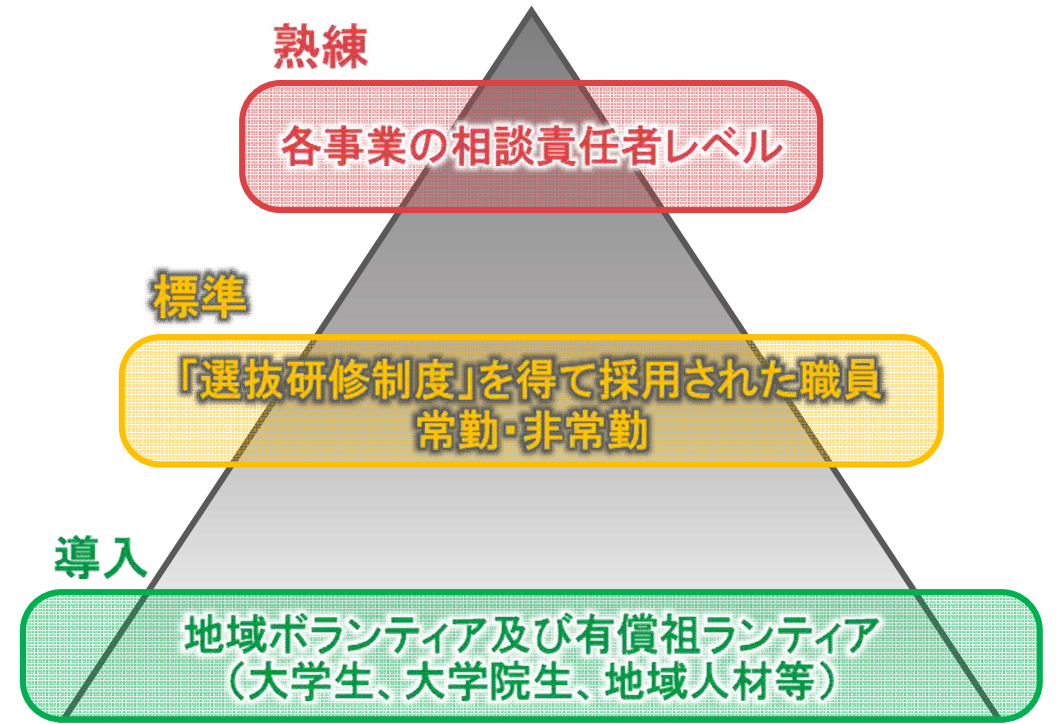 熟練
各事業の相談責任者レベル
標準
「選抜研修制度」を得て採用された職員
常勤・非常勤
導入
地域ボランティア及び有償祖ランティア
（大学生、大学院生、地域人材等）